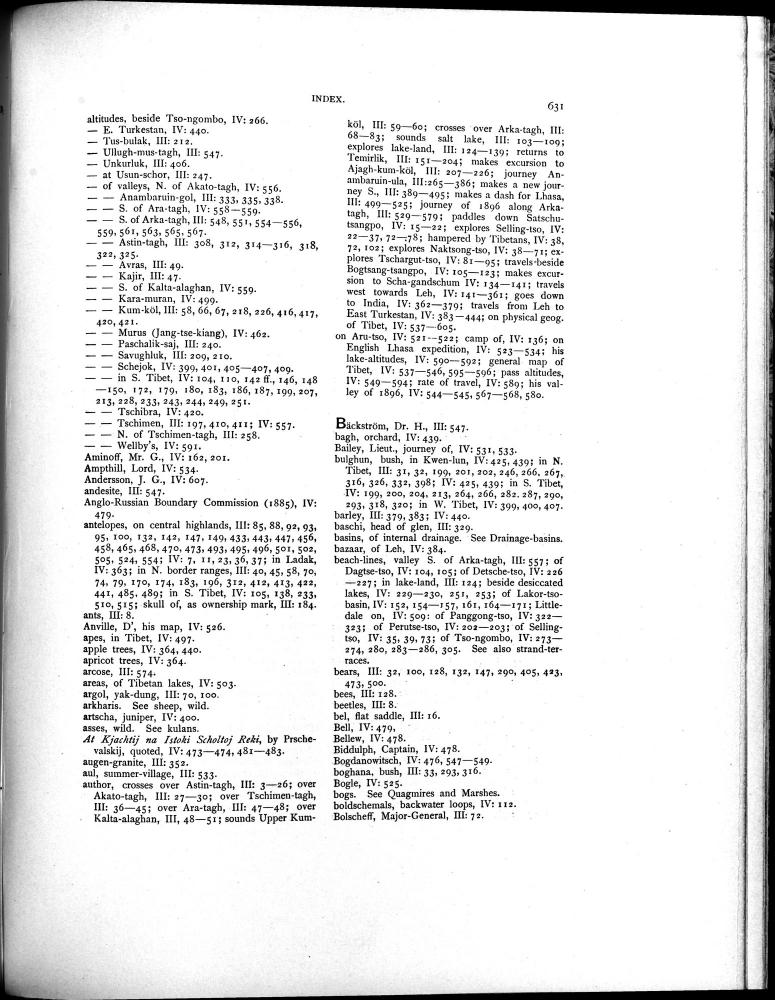 INDEX.
631
altitudes, beside Tso-ngombo, IV: 266.
— E. Turkestan, IV: 440.
— Tus-bulak, III: 212.
— Ullugh-mus-tagh, III: 547.
— Unkurluk, III: 406.
— at Usun-schor, III: 247.
— of valleys, N. of Akato-tagh, IV: 556.
— — Anambaruin-gol, III: 333, 335, 338.
— — S. of Ara-tagh, IV: 558—559.
— — S. of Arka-tagh, III: 548, 551, 554—556,
559, 561, 563, 565, 567.
— — Astin-tagh, III: 308, 312, 314—316, 318,
322, 325.
— — Avras, III: 49.
— — Kajir, III: 47.
— — S. of Kalta-alaghan, IV: 559.
— — Kara-muran, IV: 499.
— — Kum-köl, III: 58, 66, 67, 218, 226, 416, 417,
420, 421.
— — Murus (Jang-tse-kiang), IV: 462.
— — Paschalik-saj, III: 240.
— — Savughluk, III: 209, 210.
— — Schejok, IV: 399, 401, 405—407, 409.
— — in S. Tibet, IV: 104, 110, 142 ff., 146, 148
—150, 172, 179, 180, 183, 186, 187, 199, 207,
213, 228, 233, 243, 244, 249, 251.
— — Tschibra, IV: 420.
— — Tschimen, III: 197, 410, 411; IV: 557.
— — N. of Tschimen-tagh, III: 258.
— — Wellby's, IV: 591.
Aminoff, Mr. G., IV: 162, 201.
Ampthill, Lord, IV: 534.
Andersson, J. G., IV: 607.
andesite, III: 547.
Anglo-Russian Boundary Commission (1885), IV:
479.
antelopes, on central highlands, III: 85, 88, 92, 93,
95, 100, 132, 142, 147, 149, 433, 443, 447, 456,
458, 465, 468, 470, 473, 493, 495, 496, 501, 502,
505, 524, 554; IV: 7, 11, 23, 36, 37; in Ladak,
IV: 363; in N. border ranges, III: 40, 45, 58, 70,
74, 79, 170, 174, 183, 196, 312, 412, 413, 422,
441, 485, 489; in S. Tibet, IV: 105, 138, 233,
510, 515; skull of, as ownership mark, III: 184.
ants, III: 8.
Anville, D', his map, IV: 526.
apes, in Tibet, IV: 497.
apple trees, IV: 364, 440.
apricot trees, IV: 364.
arcose, III: 574.
areas, of Tibetan lakes, IV: 503.
argol, yak-dung, III: 70, 100.
arkharis. See sheep, wild.
artscha, juniper, IV: 400.
asses, wild. See kulans.
At Kjachtij na Istoki Scholtoj Reki, by Prsche-
valskij, quoted, IV: 473—474, 481—483.
augen-granite, III: 352.
aul, summer-village, III: 533.
author, crosses over Astin-tagh, III: 3—26; over
Akato-tagh, III: 27—30; over Tschimen-tagh,
III: 36—45; over Ara-tagh, III: 47—48; over
Kalta-alaghan, III, 48—51; sounds Upper Kum-
köl, III: 59—60; crosses over Arka-tagh, III:
68—83; sounds salt lake, III: 103—109;
explores lake-land, III: 124—139; returns to
Temirlik, III: 151—204; makes excursion to
Ajagh-kum-köl, III: 207—226; journey An-
ambaruin-ula, III:265—386; makes a new jour-
ney S., III: 389—495; makes a dash for Lhasa,
III: 499—525; journey of 1896 along Arka-
tagh, III: 529—579; paddles down Satschu-
tsangpo, IV: 15—22; explores Selling-tso, IV:
22—37, 72—78; hampered by Tibetans, IV: 38,
72, 102; explores Naktsong-tso, IV: 38—71; ex-
plores Tschargut-tso, IV: 81—95; travels beside
Bogtsang-tsangpo, IV: 105—123; makes excur-
sion to Scha-gandschum IV: 134—141; travels
west towards Leh, IV: 141—361; goes down
to India, IV: 362—379; travels from Leh to
East Turkestan, IV: 383—444; on physical geog.
of Tibet, IV: 537—605.
on Aru-tso, IV: 521—522; camp of, IV: 136; on
English Lhasa expedition, IV: 523—534; his
lake-altitudes, IV: 590—592; general map of
Tibet, IV: 537—546, 595—596; pass altitudes,
IV: 549—594; rate of travel, IV: 589; his val-
ley of 1896, IV: 544—545, 567—568, 580.
Bäckström, Dr. H., III: 547.
bagh, orchard, IV: 439.
Bailey, Lieut., journey of, IV: 531, 533.
bulghun, bush, in Kwen-lun, IV: 425, 439; in N.
Tibet, III: 31, 32, 199, 201, 202, 246, 266, 267,
316, 326, 332, 398; IV: 425, 439; in S. Tibet,
IV: 199, 200, 204, 213, 264, 266, 282. 287, 290,
293, 318, 320; in W. Tibet, IV: 399, 400, 407.
barley, III: 379, 383; IV: 440.
baschi, head of glen, III: 329.
basins, of internal drainage. See Drainage-basins.
bazaar, of Leh, IV: 384.
beach-lines, valley S. of Arka-tagh, III: 557; of
Dagtse-tso, IV: 104, 105; of Detsche-tso, IV: 226
—227; in lake-land, III: 124; beside desiccated
lakes, IV: 229—230, 251, 253; of Lakor-tso-
basin, IV: 152, 154—157, 161, 164—171; Little-
dale on, IV: 509; of Panggong-tso, IV: 322—
323; of Perutse-tso, IV: 202—203; of Selling-
tso, IV: 35, 39, 73; of Tso-ngombo, IV: 273—
274, 280, 283—286, 305. See also strand-ter-
races.
bears, III: 32, 100, 128, 132, 147, 290, 405, 423,
473, 500.
bees, III: 128.
beetles, III: 8.
bel, flat saddle, III: 16.
Bell, IV: 479,
Bellew, IV: 478.
Biddulph, Captain, IV: 478.
Bogdanowitsch, IV: 476, 547—549.
boghana, bush, III: 33, 293, 316.
Bogle, IV: 525.
bogs. See Quagmires and Marshes.
boldschemals, backwater loops, IV: 112.
Bolscheff, Major-General, III: 72.